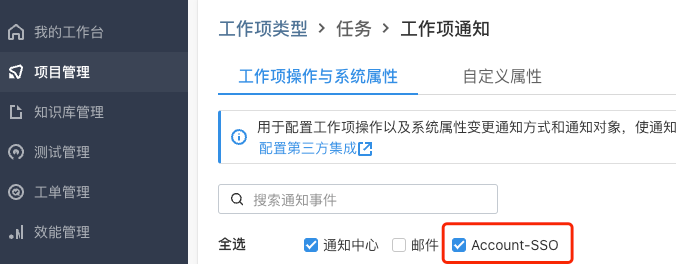 我的工作台
项目管理
知识库管理
测试管理
工单管理
效能管理
工作项类型 > 任务 > 工作项通知
工作项操作与系统属性 自定义属性
用于配置工作项操作以及系统属性变更通知方式和通知对象，使通知
配置第三方集成
搜索通知事件
全选 通知中心 邮件 Account-SSO